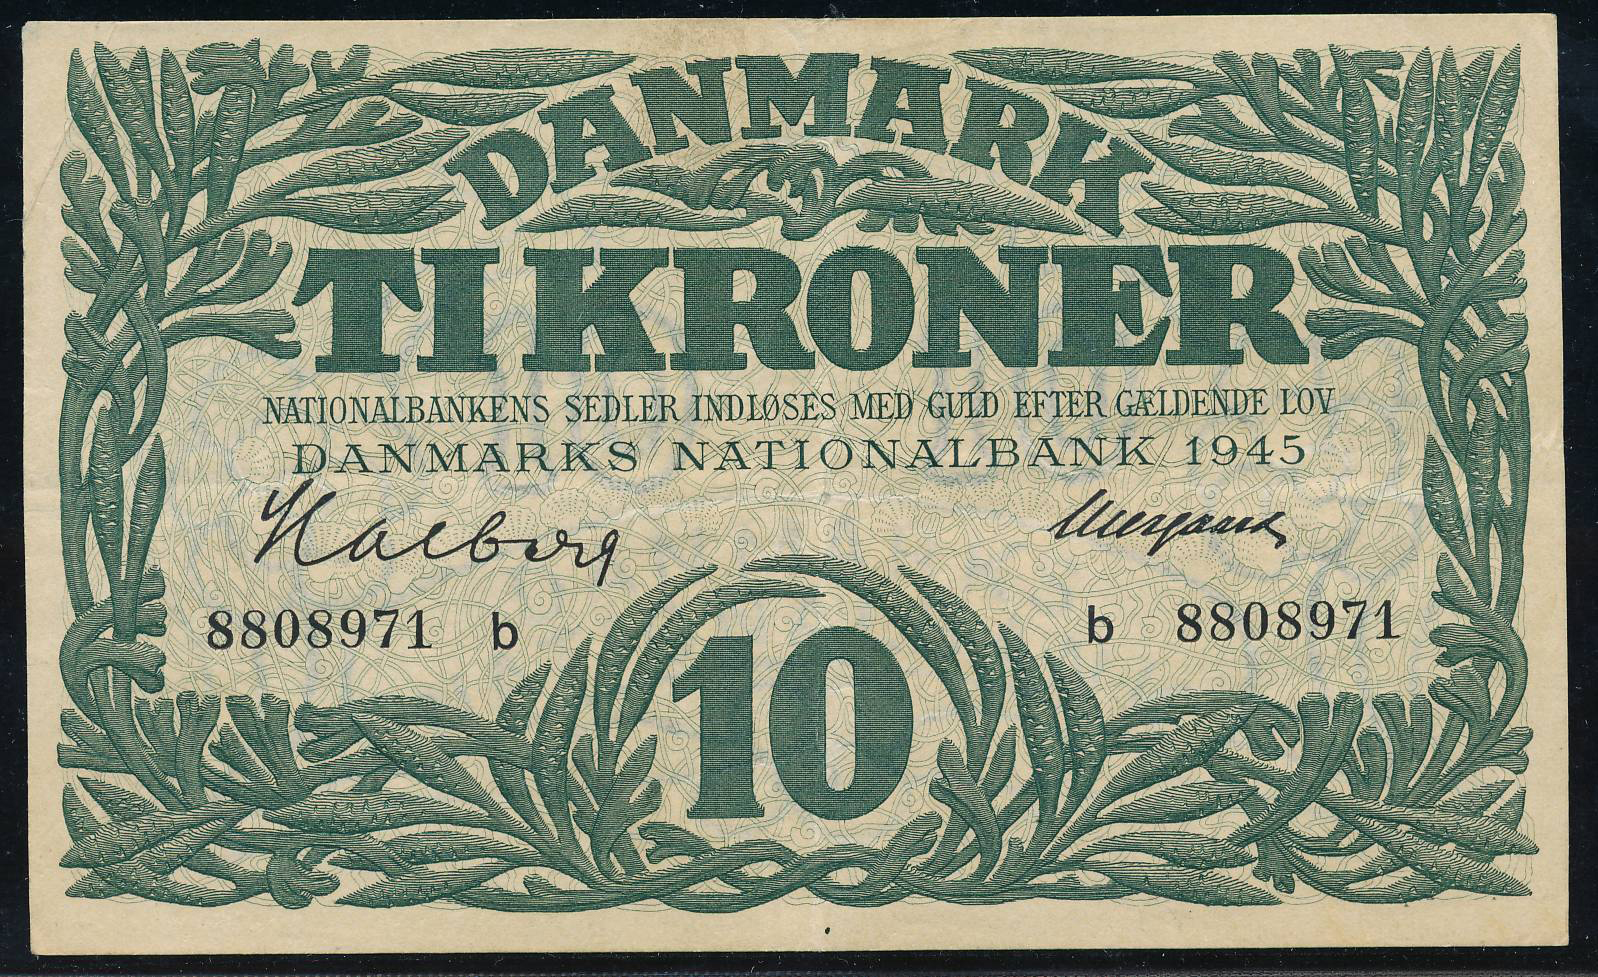 DANMARK
TI KRONER
NATIONALBANKENS SEDLER INDLØSES MED GULD EFTER GÆLDENDE LOV
DANMARKS NATIONALBANK 1945
Halberg
8808971 b b 8808971
10